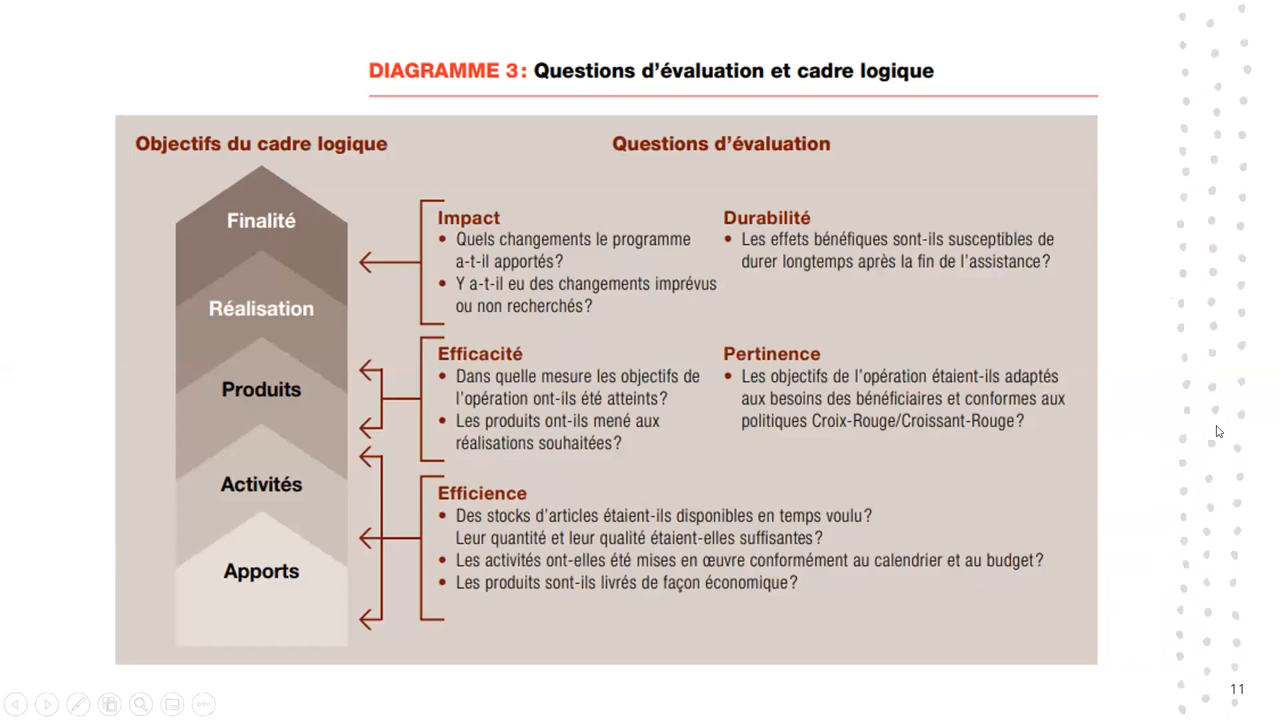 DIAGRAMME 3 : Questions d’évaluation et cadre logique
Objectifs du cadre logique
Questions d’évaluation
Finalité
Réalisation
Produits
Activités
Apports
Impact
• Quels changements le programme
a-t-il apportés ?
• Y a-t-il eu des changements imprévus
ou non recherchés ?
Durabilité
• Les effets bénéfiques sont-ils susceptibles de
durer longtemps après la fin de l’assistance ?
Efficacité
• Dans quelle mesure les objectifs de
l’opération ont-ils été atteints ?
• Les produits ont-ils mené aux
réalisations souhaitées ?
Pertinence
• Les objectifs de l’opération étaient-ils adaptés
aux besoins des bénéficiaires et conformes aux
politiques Croix-Rouge/Croissant-Rouge ?
Efficience
• Des stocks d’articles étaient-ils disponibles en temps voulu ?
Leur quantité et leur qualité étaient-elles suffisantes ?
• Les activités ont-elles été mises en œuvre conformément au calendrier et au budget ?
• Les produits sont-ils livrés de façon économique ?
11